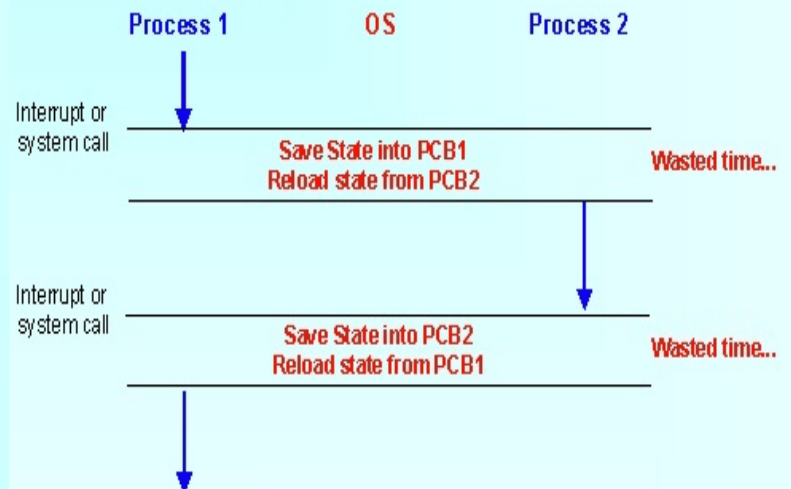 Process 1 OS Process 2
Interrupt or
system call
Save State into PCB1
Reload state from PCB2
Wasted time...
Interrupt or
system call
Save State into PCB2
Reload state from PCB1
Wasted time...